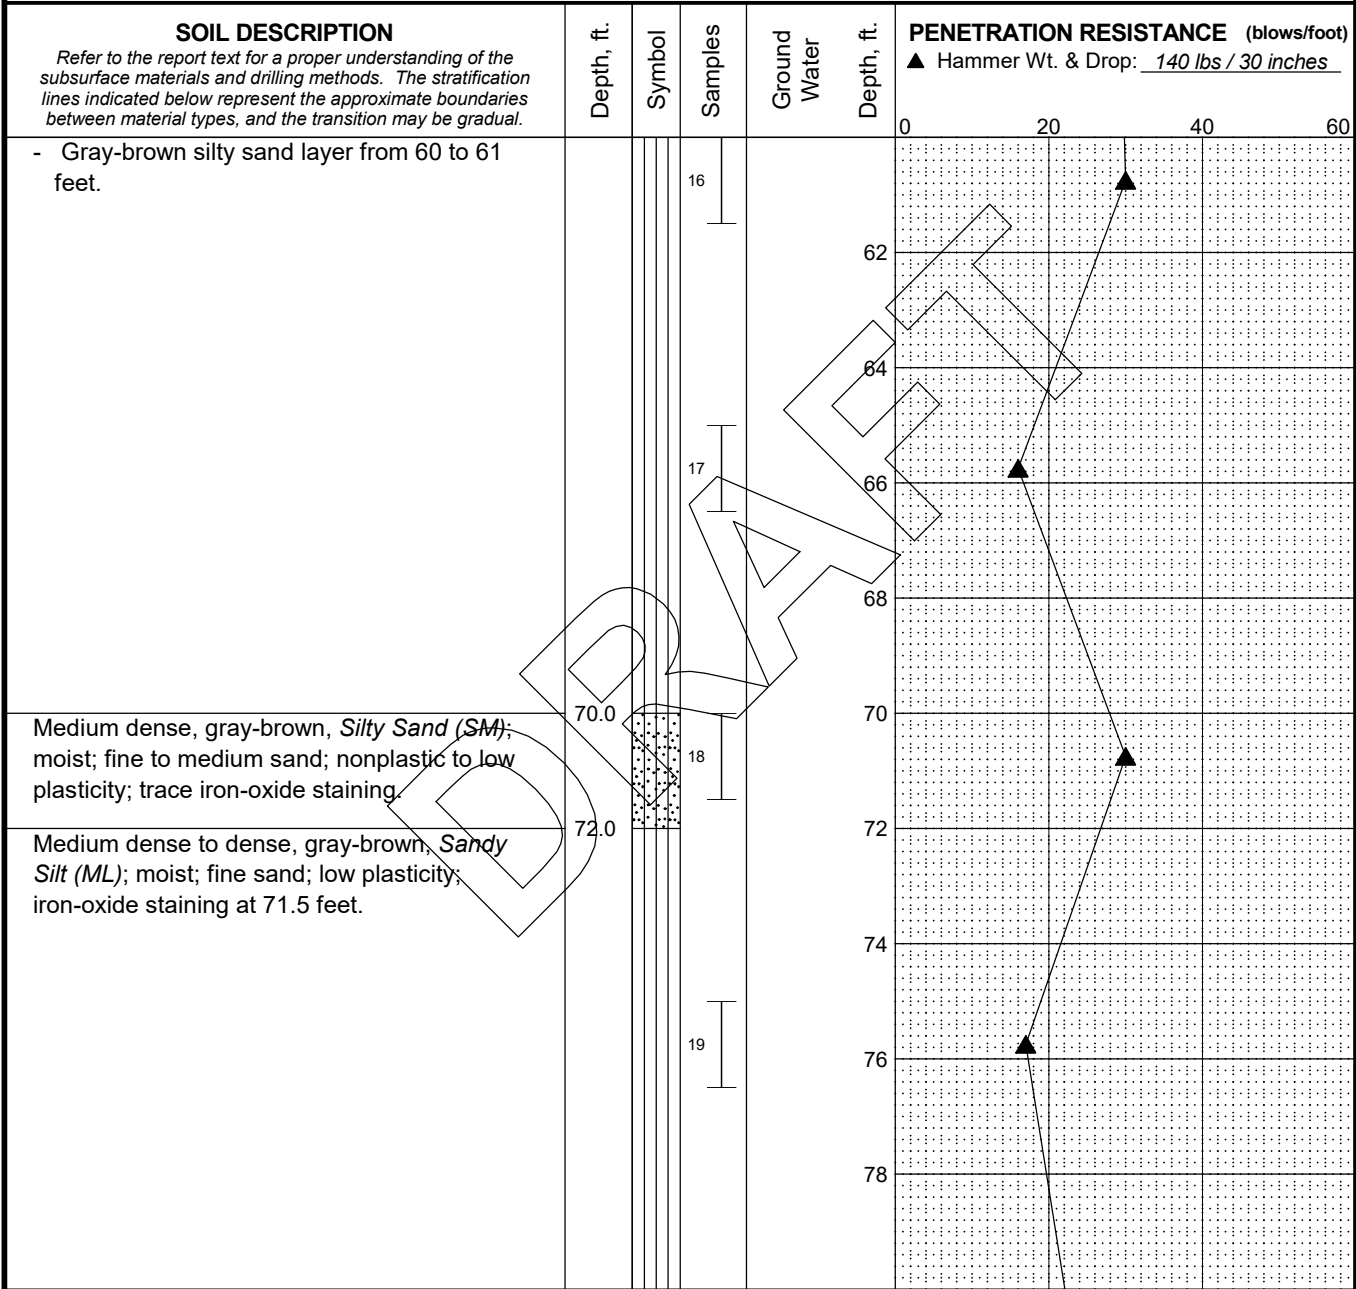 SOIL DESCRIPTION
Refer to the report text for a proper understanding of the
subsurface materials and drilling methods. The stratification
lines indicated below represent the approximate boundaries
between material types, and the transition may be gradual.
Depth, ft.
Symbol
Samples
Ground
Water
Depth, ft.
PENETRATION RESISTANCE (blows/foot)
▲ Hammer Wt. & Drop: 140 lbs / 30 inches
0 20 40 60
- Gray-brown silty sand layer from 60 to 61
feet.
16
62
64
17
66
68
70.0
70
Medium dense, gray-brown, Silty Sand (SM);
moist; fine to medium sand; nonplastic to low
plasticity; trace iron-oxide staining.
18
72.0
72
Medium dense to dense, gray-brown, Sandy
Silt (ML); moist; fine sand; low plasticity;
iron-oxide staining at 71.5 feet.
74
19
76
78
DRAFT